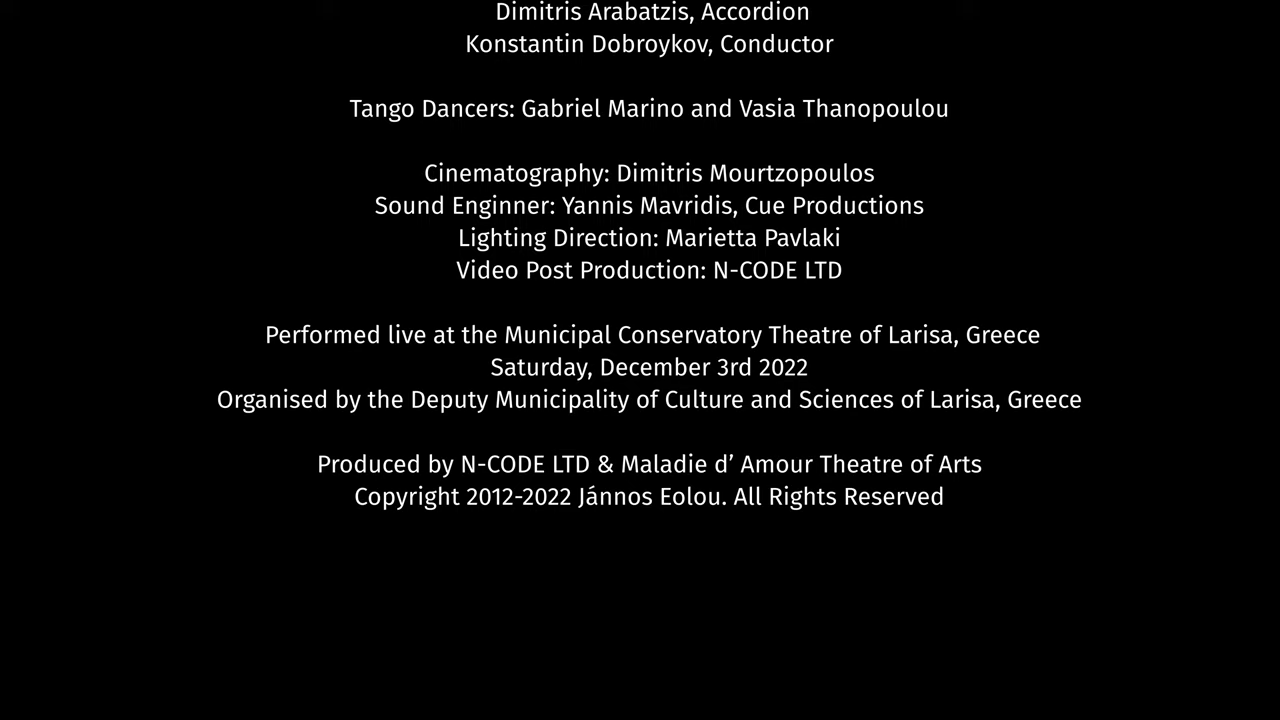 Dimitris Arabatzis, Accordion
Konstantin Dobroykov, Conductor
Tango Dancers: Gabriel Marino and Vasia Thanopoulou
Cinematography: Dimitris Mourtzopoulos
Sound Enginner: Yannis Mavridis, Cue Productions
Lighting Direction: Marietta Pavlaki
Video Post Production: N-CODE LTD
Performed live at the Municipal Conservatory Theatre of Larisa, Greece
Saturday, December 3rd 2022
Organised by the Deputy Municipality of Culture and Sciences of Larisa, Greece
Produced by N-CODE LTD & Maladie d’ Amour Theatre of Arts
Copyright 2012-2022 Jánnos Eolou. All Rights Reserved